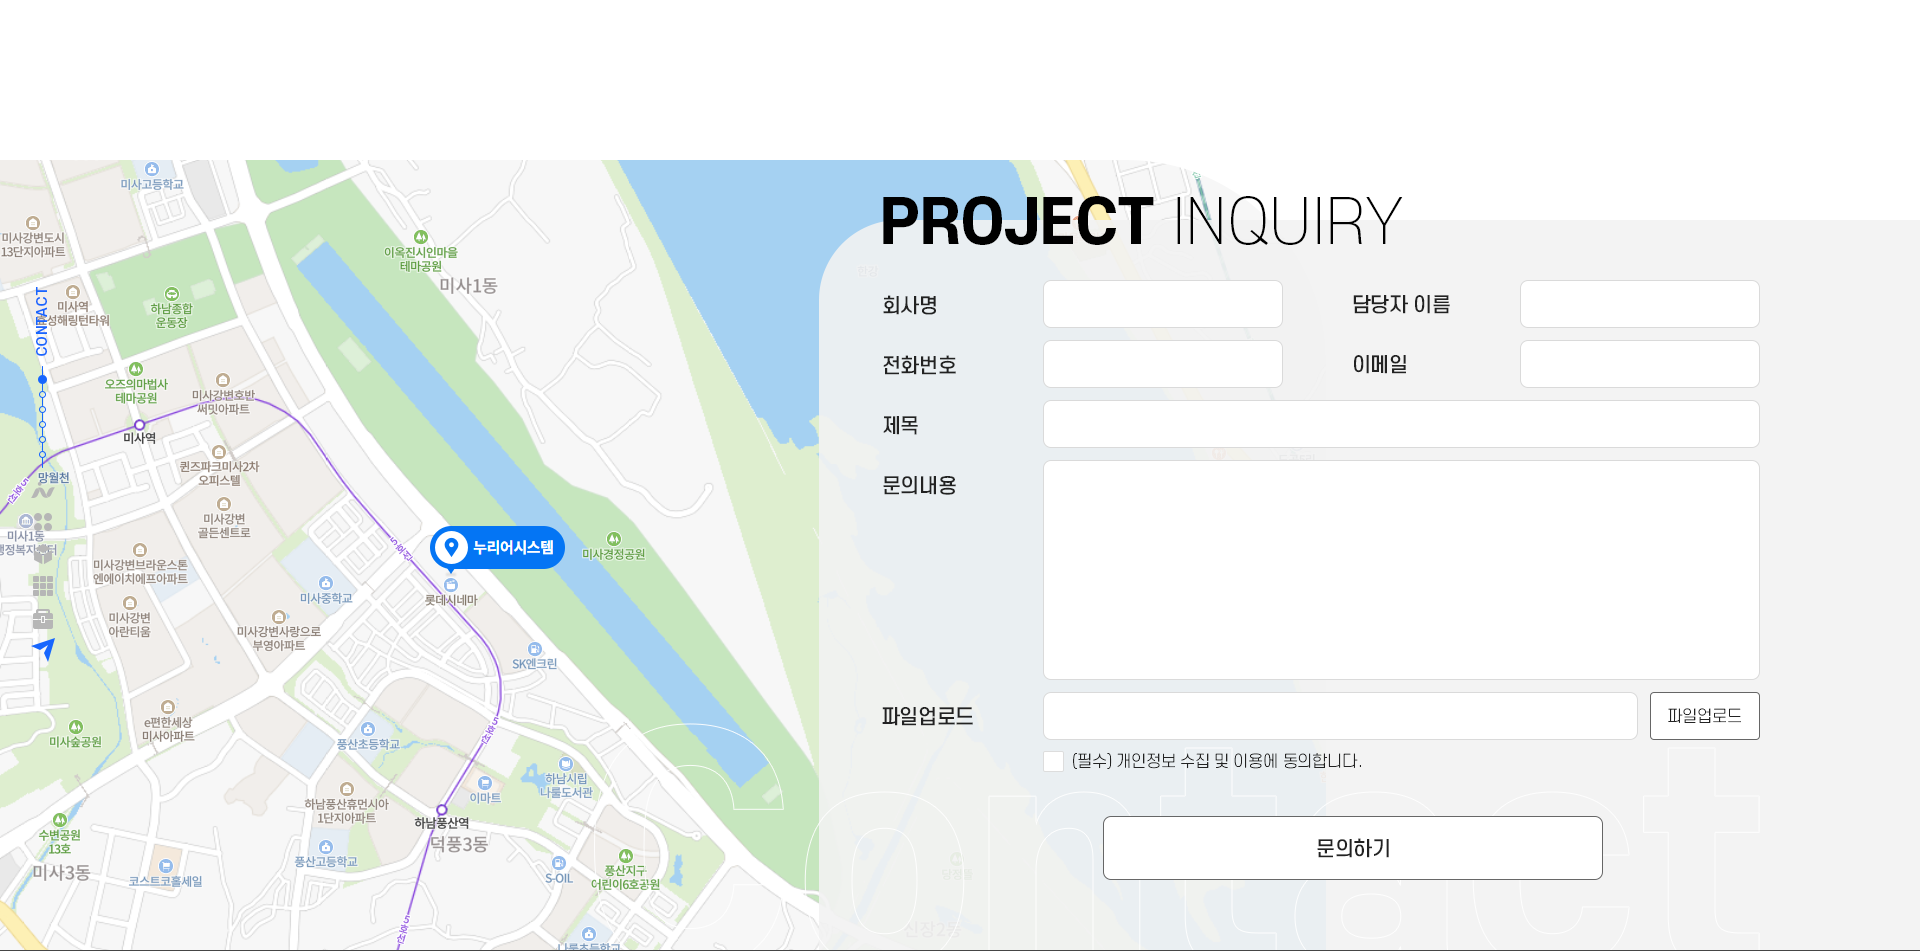 PROJECT INQUIRY
회사명
담당자 이름
전화번호
이메일
제목
문의내용
파일업로드
파일업로드
(필수) 개인정보 수집 및 이용에 동의합니다.
문의하기
CONTACT
미사고등학교
미사강변도시
13단지아파트
이옥진시인마을
테마공원
미사1동
미사역
하남종합
운동장
오즈의마법사
테마공원
미사강변호반
써밋아파트
미사역
망월천
퀸즈파크미사2차
오피스텔
미사강변
골든센트로
미사1동
누리어시스템
미사경정공원
미사강변브라운스톤
엔에이치에프아파트
미사중학교
롯데시네마
미사강변
아란티움
미사강변사랑으로
부영아파트
SK엔크린
e편한세상
미사아파트
미사숲공원
풍산초등학교
하남시립
나룰도서관
이마트
하남풍산휴먼시아
1단지아파트
하남풍산역
덕풍3동
수변공원
13호
미사3동
코스트코홀세일
풍산고등학교
S-OIL
풍산지구
어린이6호공원
나룰초등학교
contact